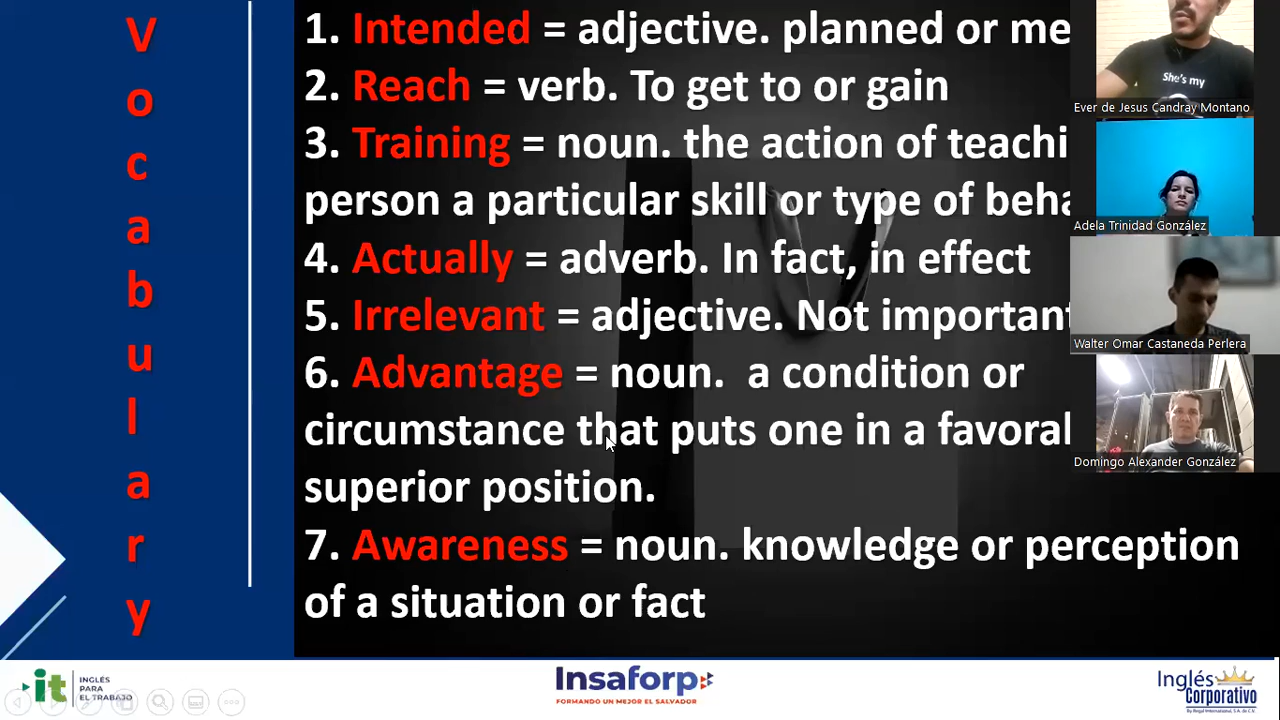 Vocabulary
1. Intended = adjective. planned or me
2. Reach = verb. To get to or gain
3. Training = noun. the action of teachi
person a particular skill or type of beha
4. Actually = adverb. In fact, in effect
5. Irrelevant = adjective. Not important
6. Advantage = noun. a condition or
circumstance that puts one in a favoral
superior position.
7. Awareness = noun. knowledge or perception
of a situation or fact
She's my
Ever de Jesus Candray Montano
Adela Trinidad González
Walter Omar Castaneda Perlera
Domingo Alexander González
it
INGLÉS
PARA
EL TRABAJO
Insaforp
FORMANDO UN MEJOR EL SALVADOR
Inglés
Corporativo